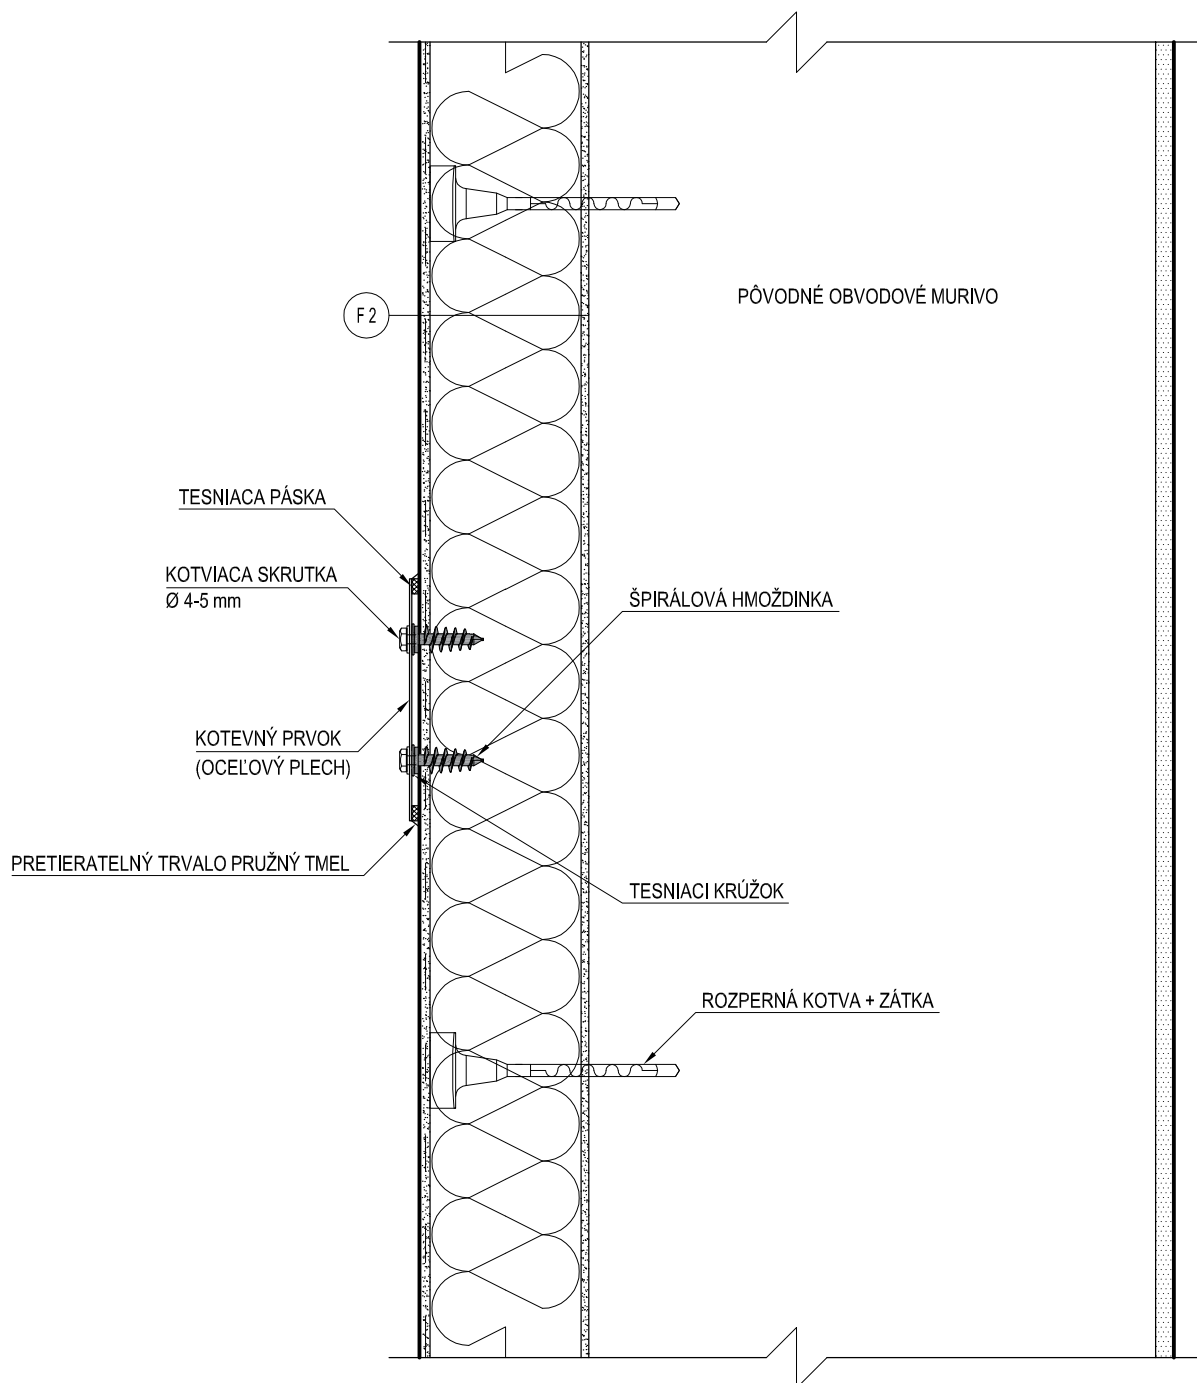 PÔVODNÉ OBVODOVÉ MURIVO
F 2
TESNIACA PÁSKA
KOTVIACA SKRUTKA
Ø 4-5 mm
ŠPIRÁLOVÁ HMOŽDINKA
KOTEVNÝ PRVOK
(OCEĽOVÝ PLECH)
PRETIERATELNÝ TRVALO PRUŽNÝ TMEL
TESNIACI KRÚŽOK
ROZPERNÁ KOTVA + ZÁTKA